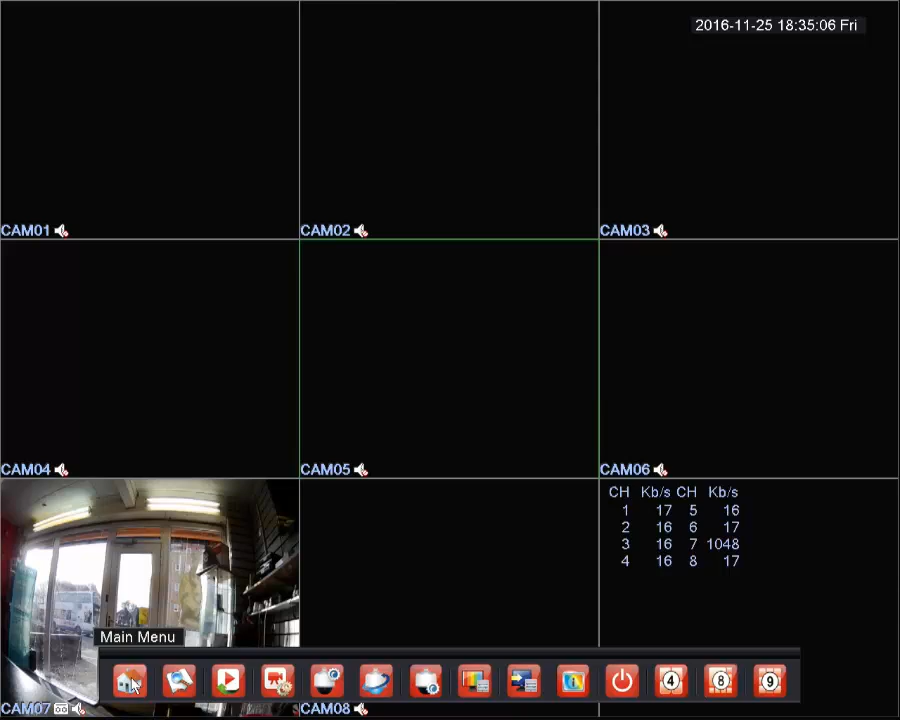 2016-11-25 18:35:06 Fri
CAM01
CAM02
CAM03
CAM04
CAM05
CAM06
CH Kb/s CH Kb/s
1 17 5 16
2 16 6 17
3 16 7 1048
4 16 8 17
Main Menu
4
8
9
CAM07
CAM08